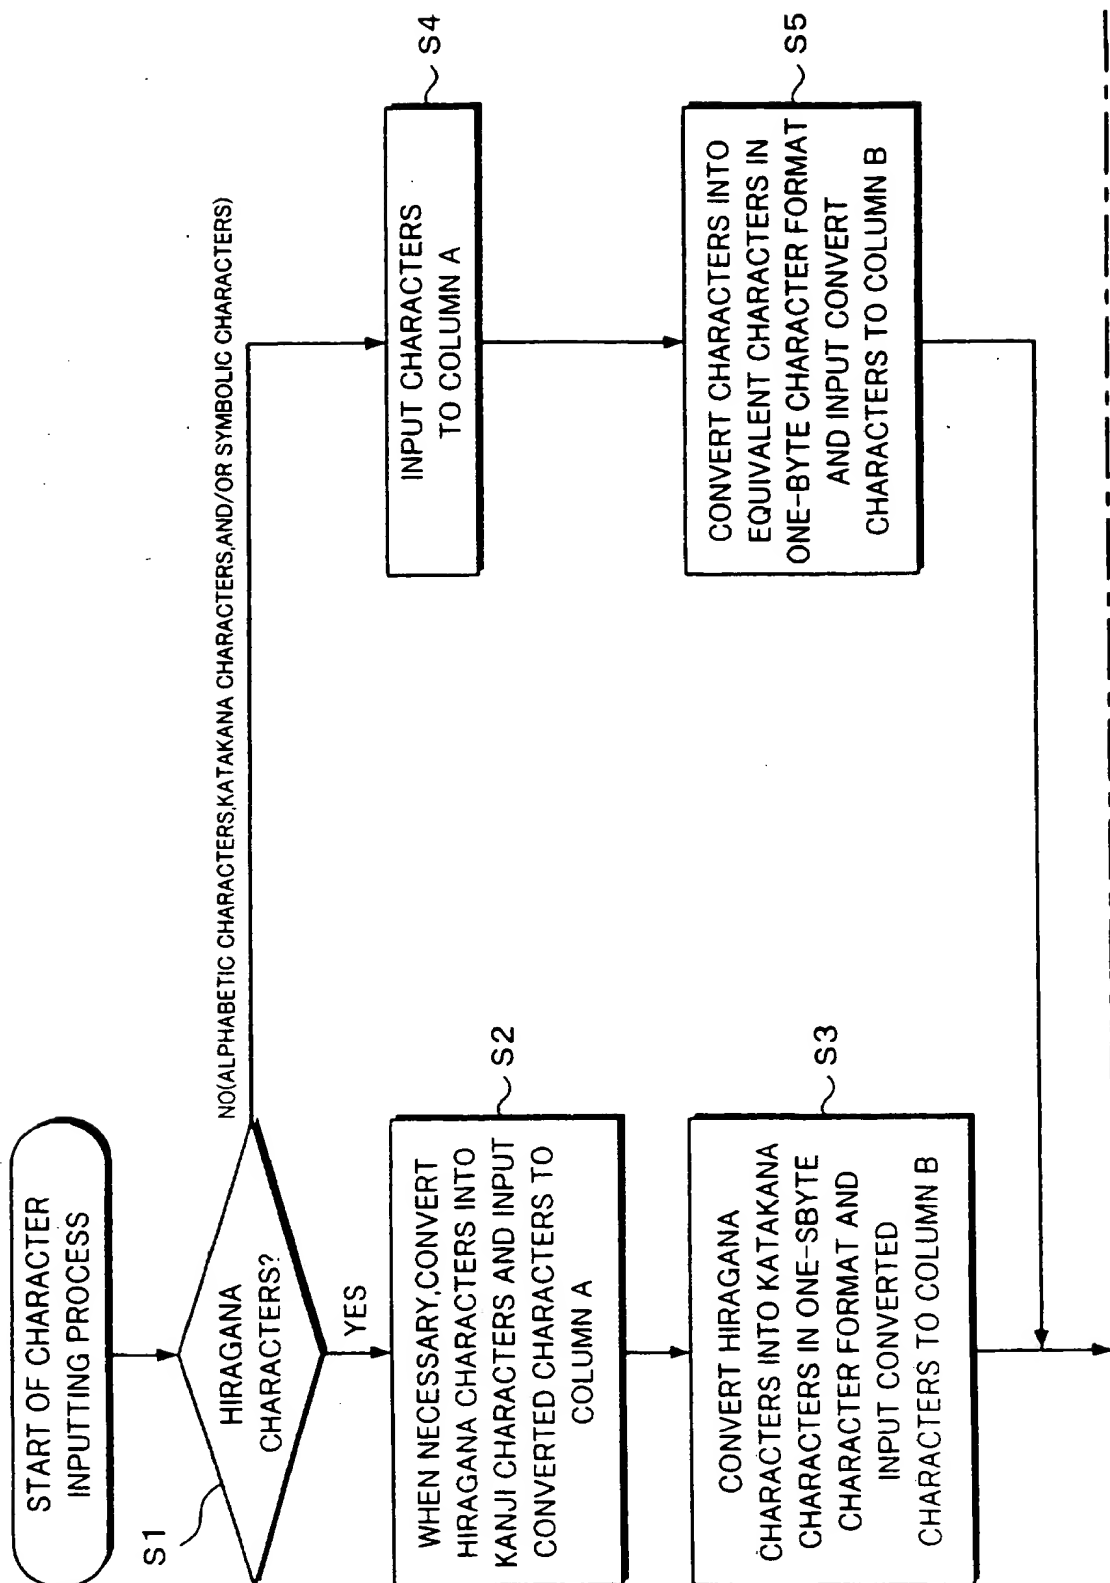 START OF CHARACTER
INPUTTING PROCESS
S1
HIRAGANA
CHARACTERS?
NO(ALPHABETIC CHARACTERS,KATAKANA CHARACTERS,AND/OR SYMBOLIC CHARACTERS)
YES
S2
WHEN NECESSARY,CONVERT
HIRAGANA CHARACTERS INTO
KANJI CHARACTERS AND INPUT
CONVERTED CHARACTERS TO
COLUMN A
S3
CONVERT HIRAGANA
CHARACTERS INTO KATAKANA
CHARACTERS IN ONE-SBYTE
CHARACTER FORMAT AND
INPUT CONVERTED
CHARACTERS TO COLUMN B
S4
INPUT CHARACTERS
TO COLUMN A
S5
CONVERT CHARACTERS INTO
EQUIVALENT CHARACTERS IN
ONE-BYTE CHARACTER FORMAT
AND INPUT CONVERT
CHARACTERS TO COLUMN B